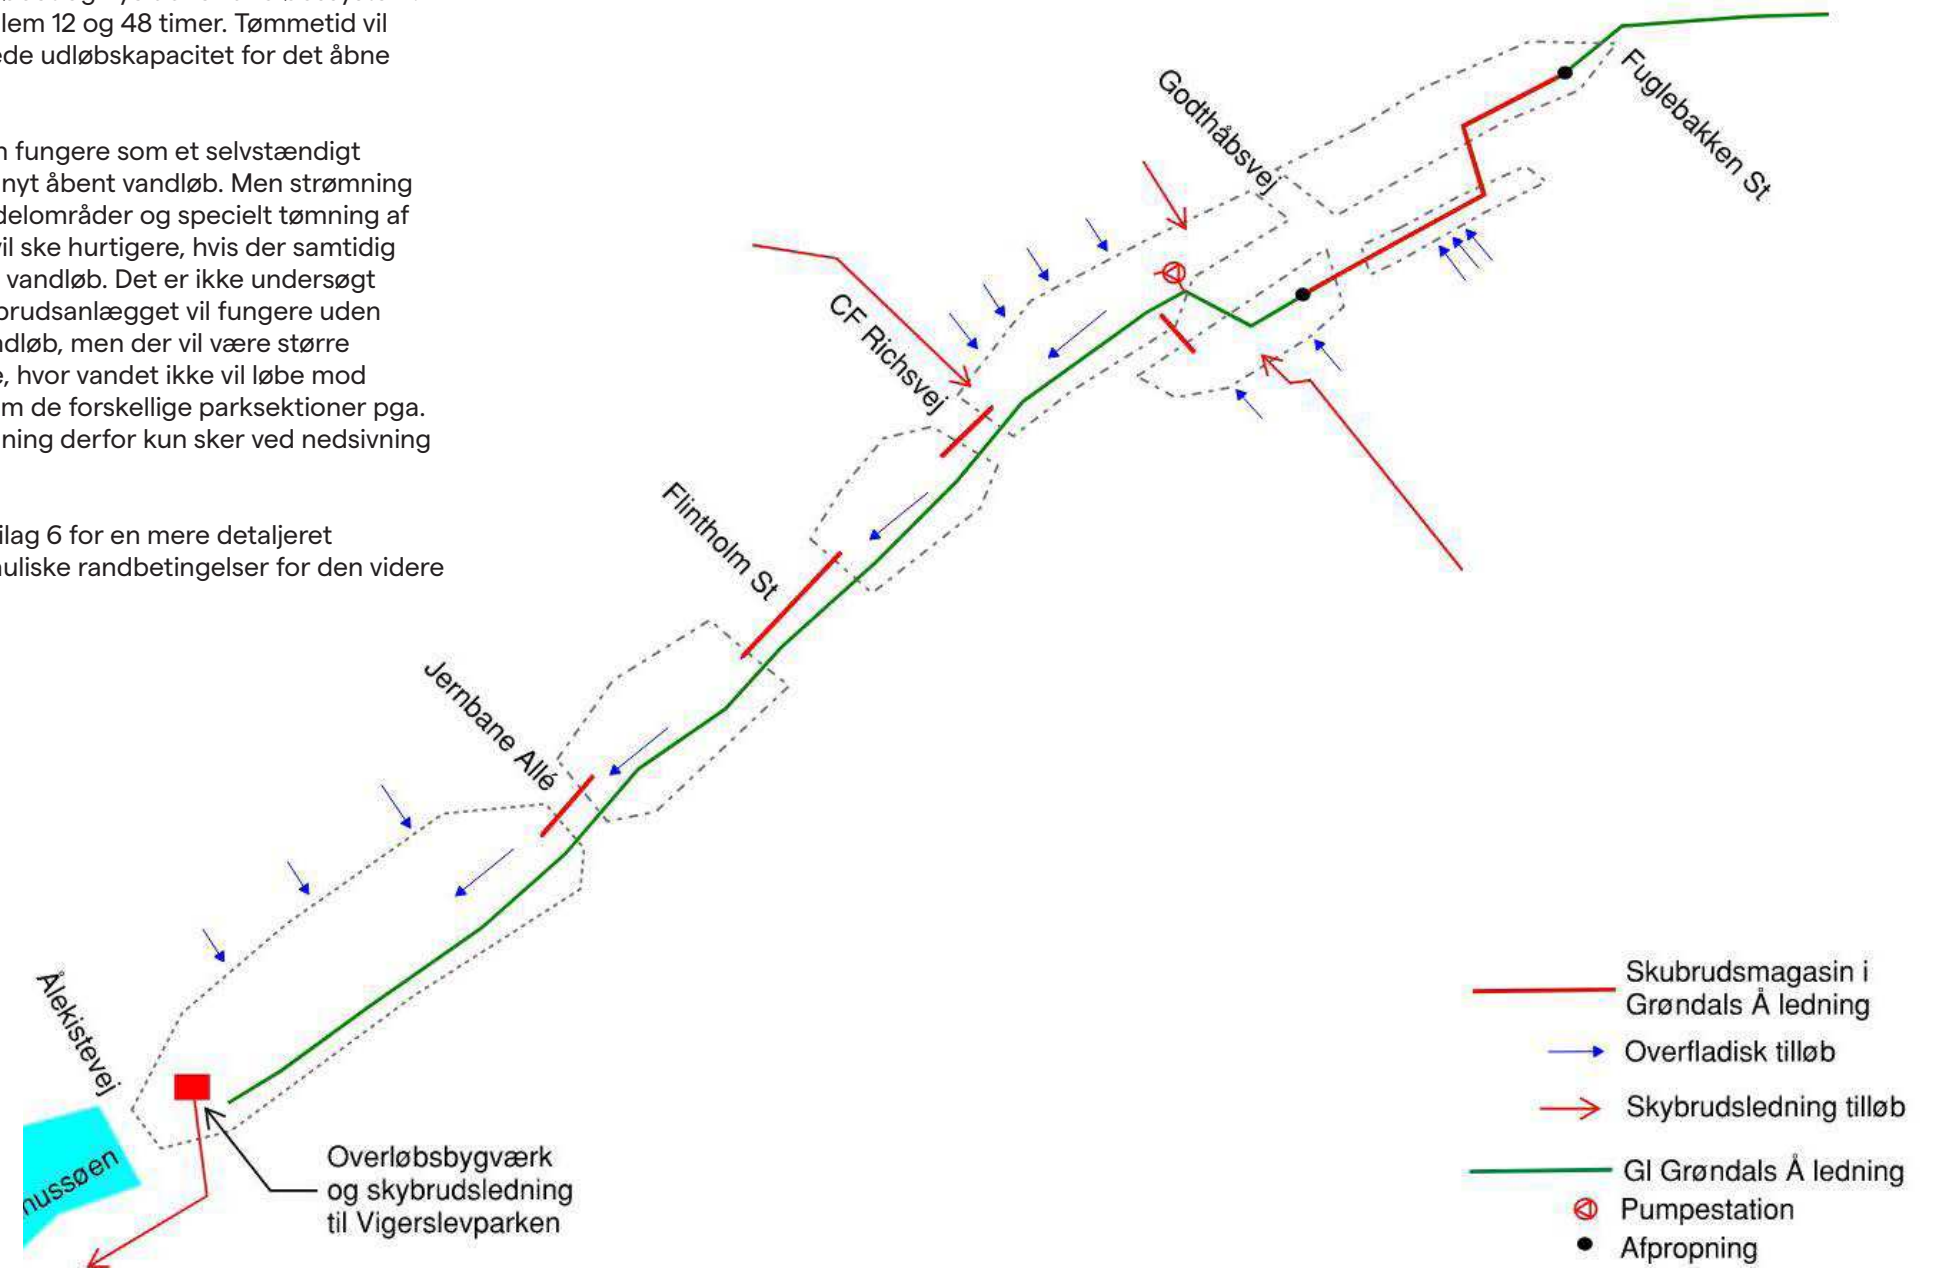 lem 12 og 48 timer. Tømmetid vil
de udløbskapacitet for det åbne
fungere som et selvstændigt
nyt åbent vandløb. Men strømning
delområder og specielt tømning af
vil ske hurtigere, hvis der samtidig
vandløb. Det er ikke undersøgt
brudsanlægget vil fungere uden
ndløb, men der vil være større
e, hvor vandet ikke vil løbe mod
m de forskellige parksektioner pga.
ning derfor kun sker ved nedsivning
ilag 6 for en mere detaljeret
uliske randbetingelser for den videre
Fuglebakken St
Godthåbsvej
CF Richsvej
Flintholm St
Jernbane Allé
Ålekistevej
nussøen
Overløbsbygværk
og skybrudsledning
til Vigerslevparken
Skubrudsmagasin i
Grøndals Å ledning
Overfladisk tilløb
Skybrudsledning tilløb
Gl Grøndals Å ledning
Pumpestation
Afpropning